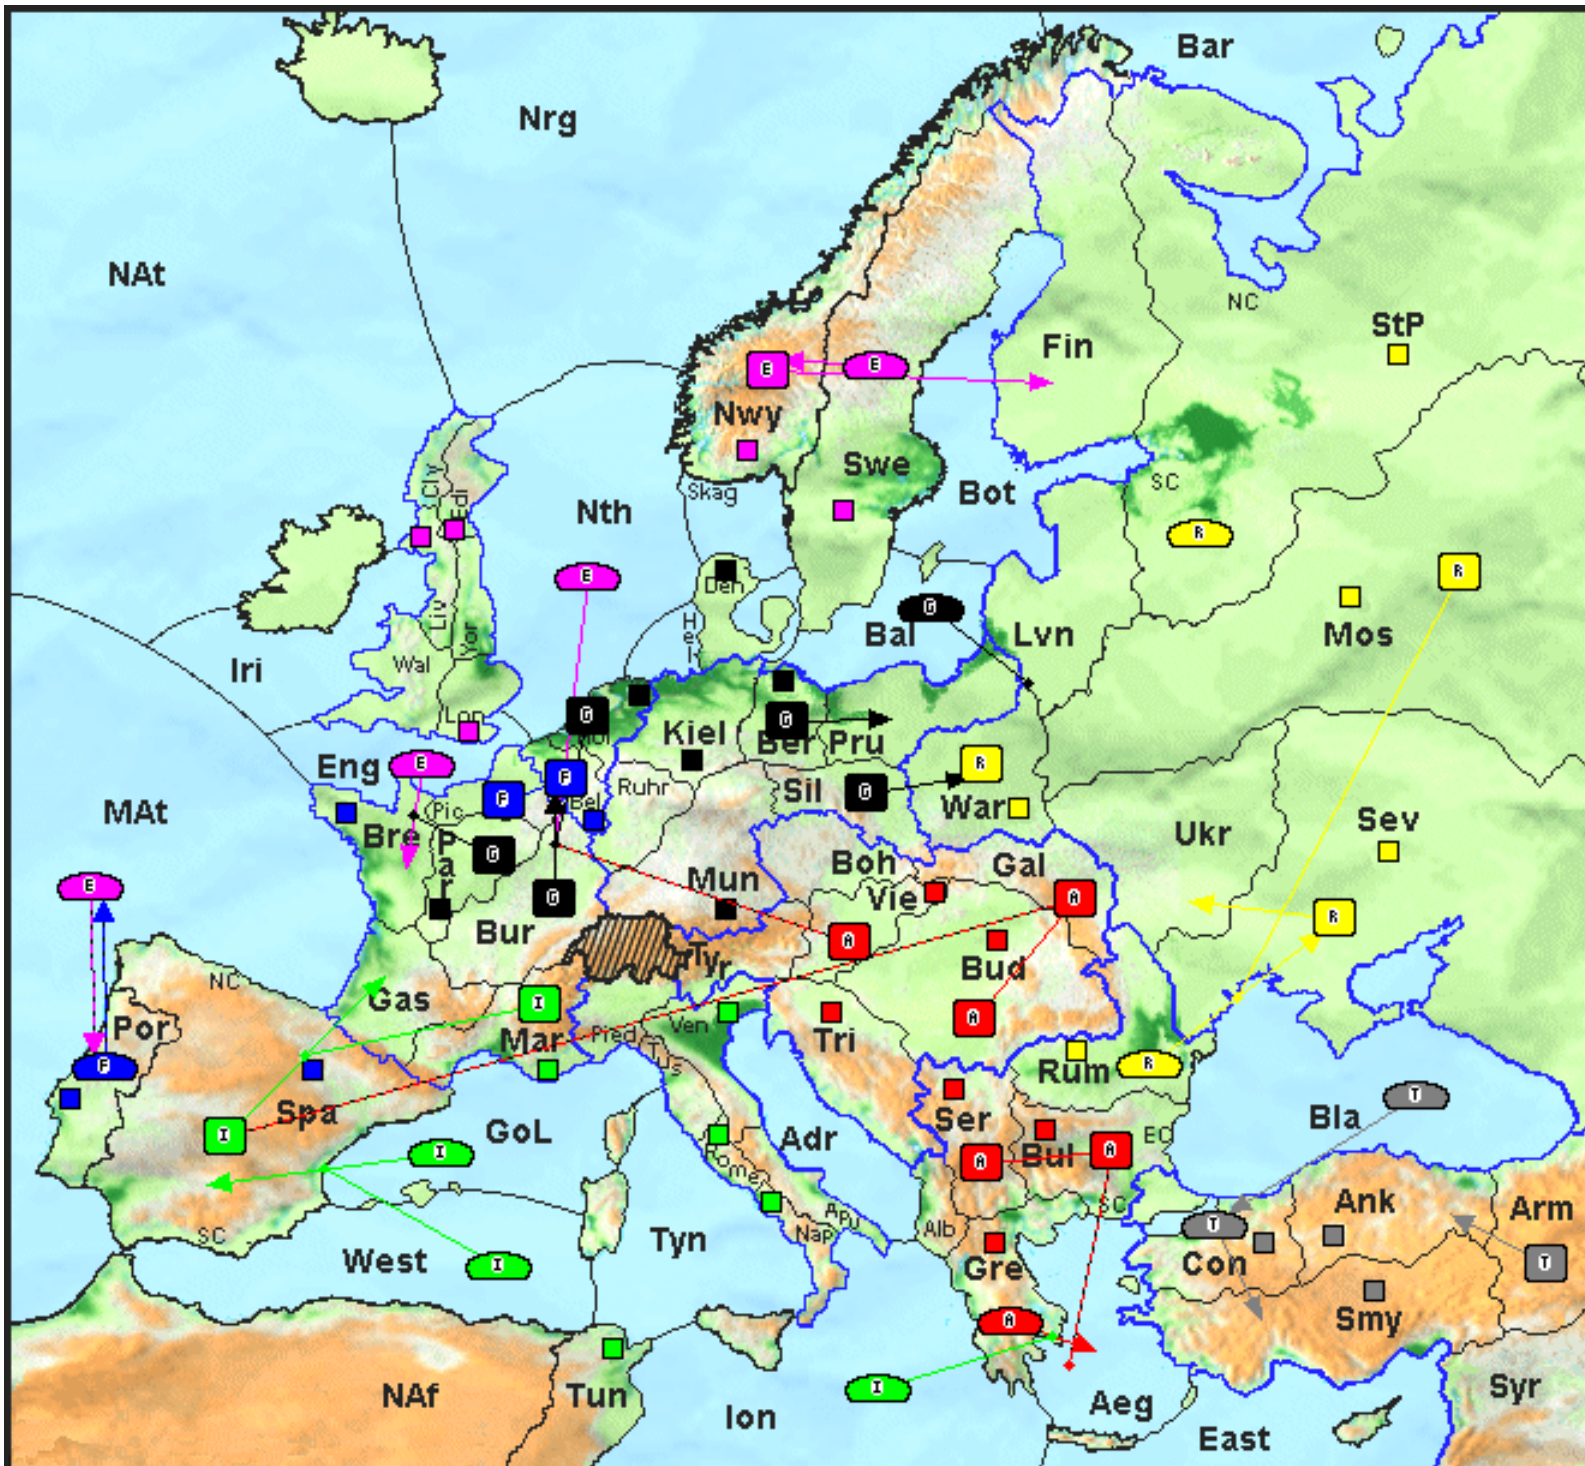 Bar
Nrg
NAt
NC
StP
Fin
Nwy
E
E
Swe
Skag
Nth
Bot
SC
Cly
Edi
R
R
E
Den
Hel
G
Bal
Lvn
Mos
Liv
Yor
Wal
Iri
Lon
G
Hol
Kiel
G
Ber
Pru
Eng
E
F
F
Bel
Ruhr
Sil
G
R
War
MAt
Pic
Bre
Par
G
Ukr
Sev
Boh
Gal
Vie
Mun
E
G
Bur
A
A
R
Tyr
Bud
NC
Gas
I
Por
Mar
Pied
Ven
Tri
A
Tus
F
Rum
R
Spa
I
GoL
I
Rome
Adr
Ser
A
Bul
A
EC
Bla
T
SC
West
I
Tyn
Nap
Apu
Alb
Gre
SC
T
Con
Ank
Arm
T
Smy
A
NAf
Tun
Ion
I
Aeg
East
Syr